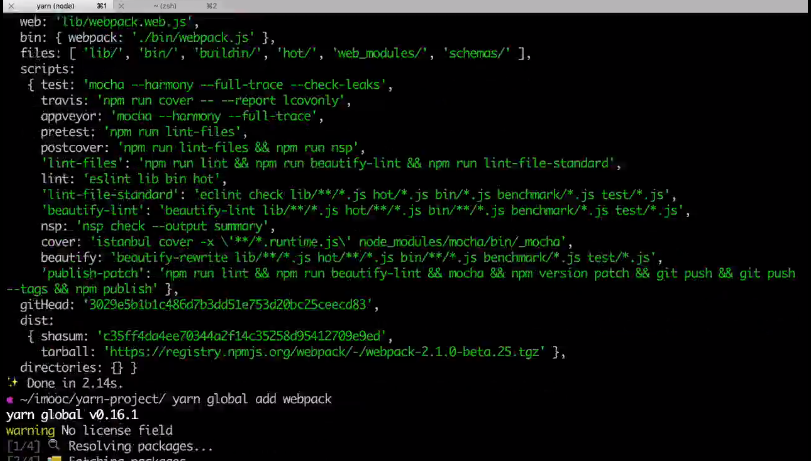 yarn (node) ⌘1 ~ (zsh) ⌘2
web: 'lib/webpack.web.js',
bin: { webpack: './bin/webpack.js' },
files: [ 'lib/', 'bin/', 'buildin/', 'hot/', 'web_modules/', 'schemas/' ],
scripts:
{ test: 'mocha --harmony --full-trace --check-leaks',
travis: 'npm run cover -- --report lcovonly',
appveyor: 'mocha --harmony --full-trace',
pretest: 'npm run lint-files',
postcover: 'npm run lint-files && npm run nsp',
'lint-files': 'npm run lint && npm run beautify-lint && npm run lint-file-standard',
lint: 'eslint lib bin hot',
'lint-file-standard': 'eclint check lib/**/*.js hot/*.js bin/*.js benchmark/*.js test/*.js',
'beautify-lint': 'beautify-lint lib/**/*.js hot/**/*.js bin/**/*.js benchmark/*.js test/*.js',
nsp: 'nsp check --output summary',
cover: 'istanbul cover -x \'**/*.runtime.js\' node_modules/mocha/bin/_mocha',
beautify: 'beautify-rewrite lib/**/*.js hot/**/*.js bin/**/*.js benchmark/*.js test/*.js',
'publish-patch': 'npm run lint && npm run beautify-lint && mocha && npm version patch && git push && git push
--tags && npm publish' },
gitHead: '3029e5b1b1c486d7b3dd51e753d20bc25ceecd83',
dist:
{ shasum: 'c35ff4da4ee70344a2f14c35258d95412709e9ed',
tarball: 'https://registry.npmjs.org/webpack/-/webpack-2.1.0-beta.25.tgz' },
directories: {} }
✨ Done in 2.14s.
~/imooc/yarn-project/ yarn global add webpack
yarn global v0.16.1
warning No license field
[1/4] 🔍 Resolving packages...
[2/4] Fetching packages